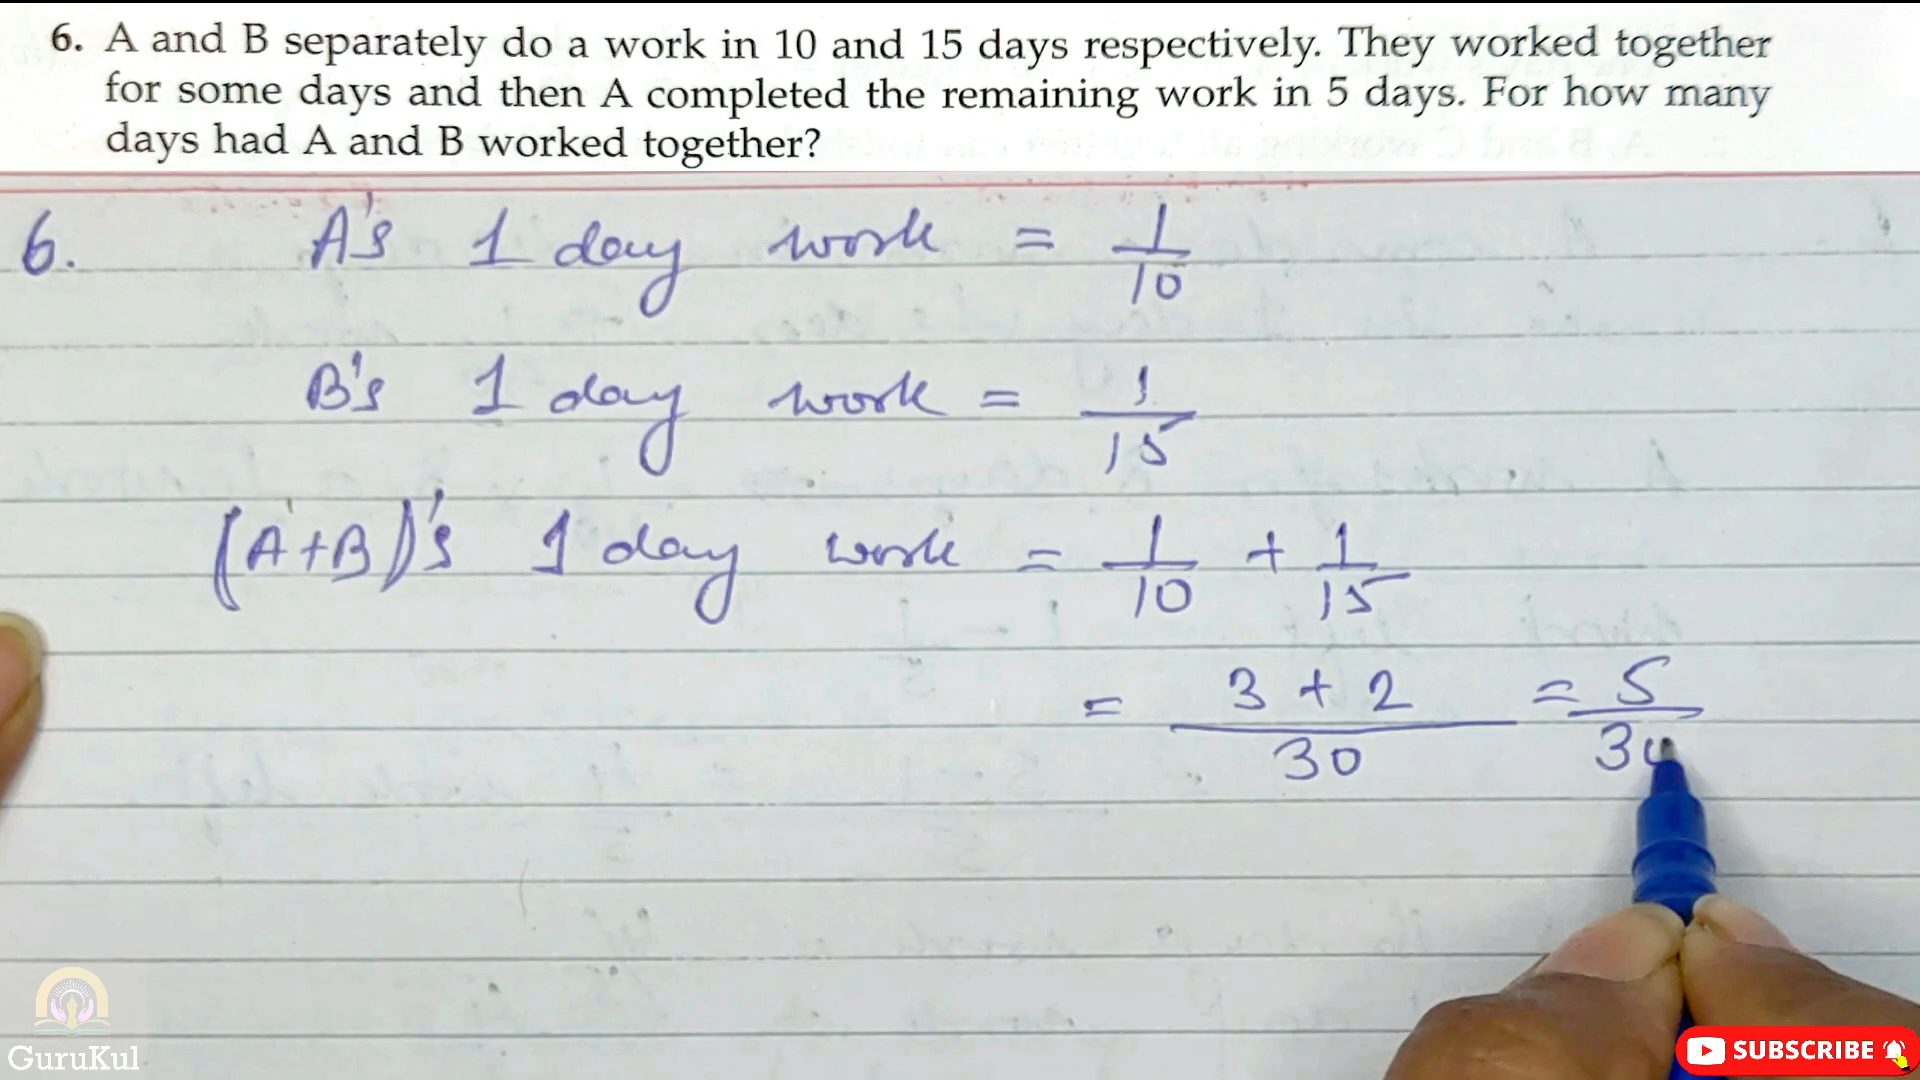 6. A and B separately do a work in 10 and 15 days respectively. They worked together
for some days and then A completed the remaining work in 5 days. For how many
days had A and B worked together?
6. A's 1 day work = 1/10
B's 1 day work = 1/15
(A+B)'s 1 day work = 1/10 + 1/15
= 3 + 2/30 = 5/30
GuruKul
SUBSCRIBE